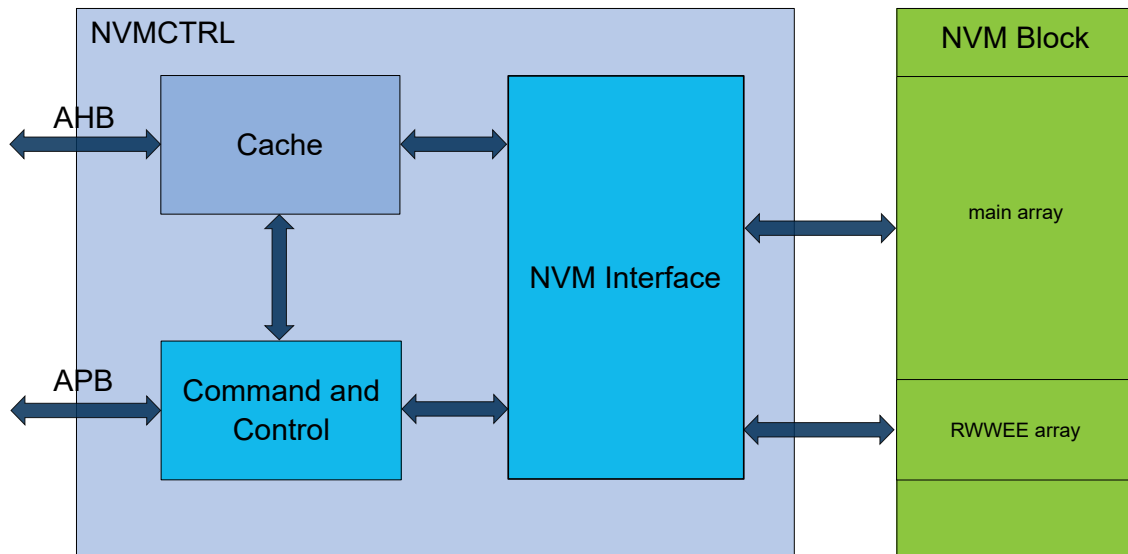 NVMCTRL
NVM Block
AHB
Cache
main array
NVM Interface
APB
Command and
Control
RWWEE array